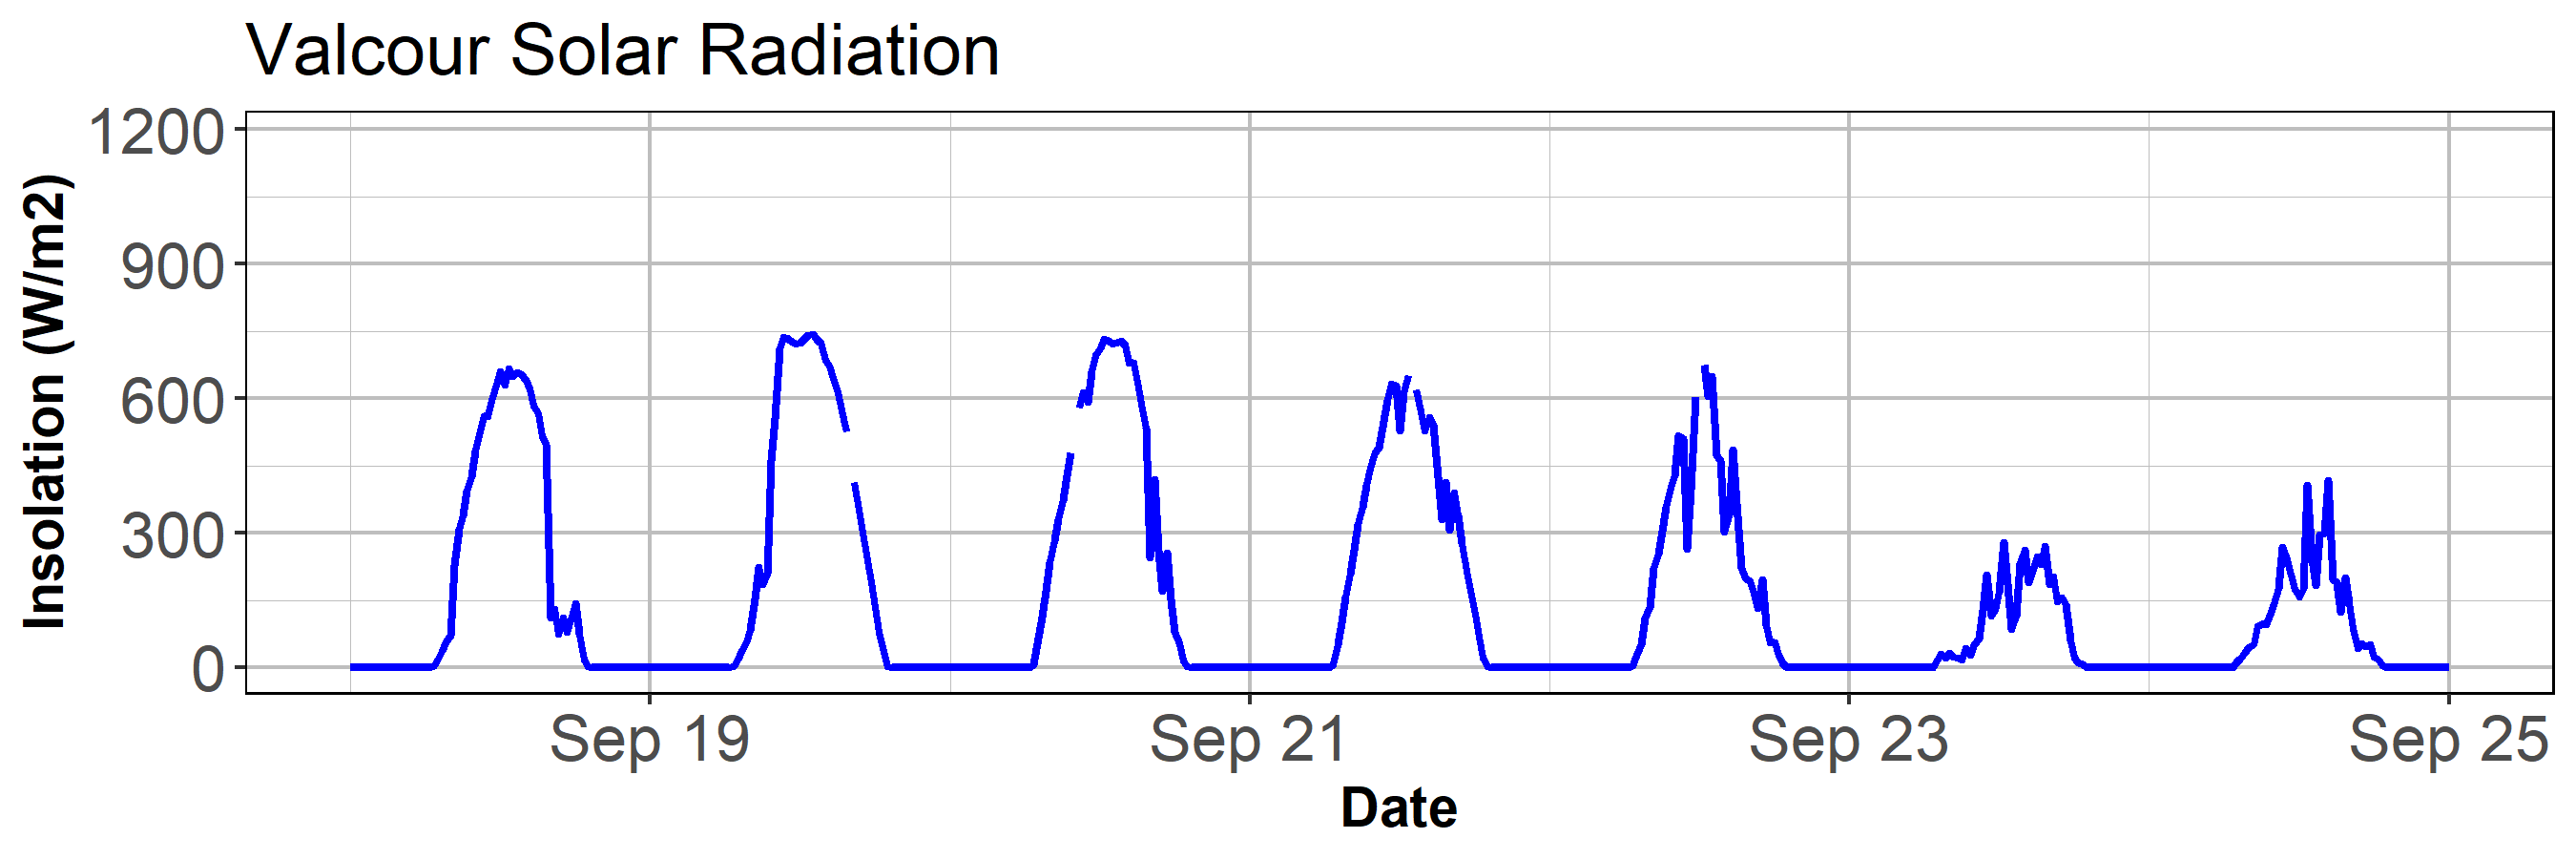 Valcour Solar Radiation
1200
900
600
300
0
Insolation (W/m2)
Sep 19 Sep 21 Sep 23 Sep 25
Date